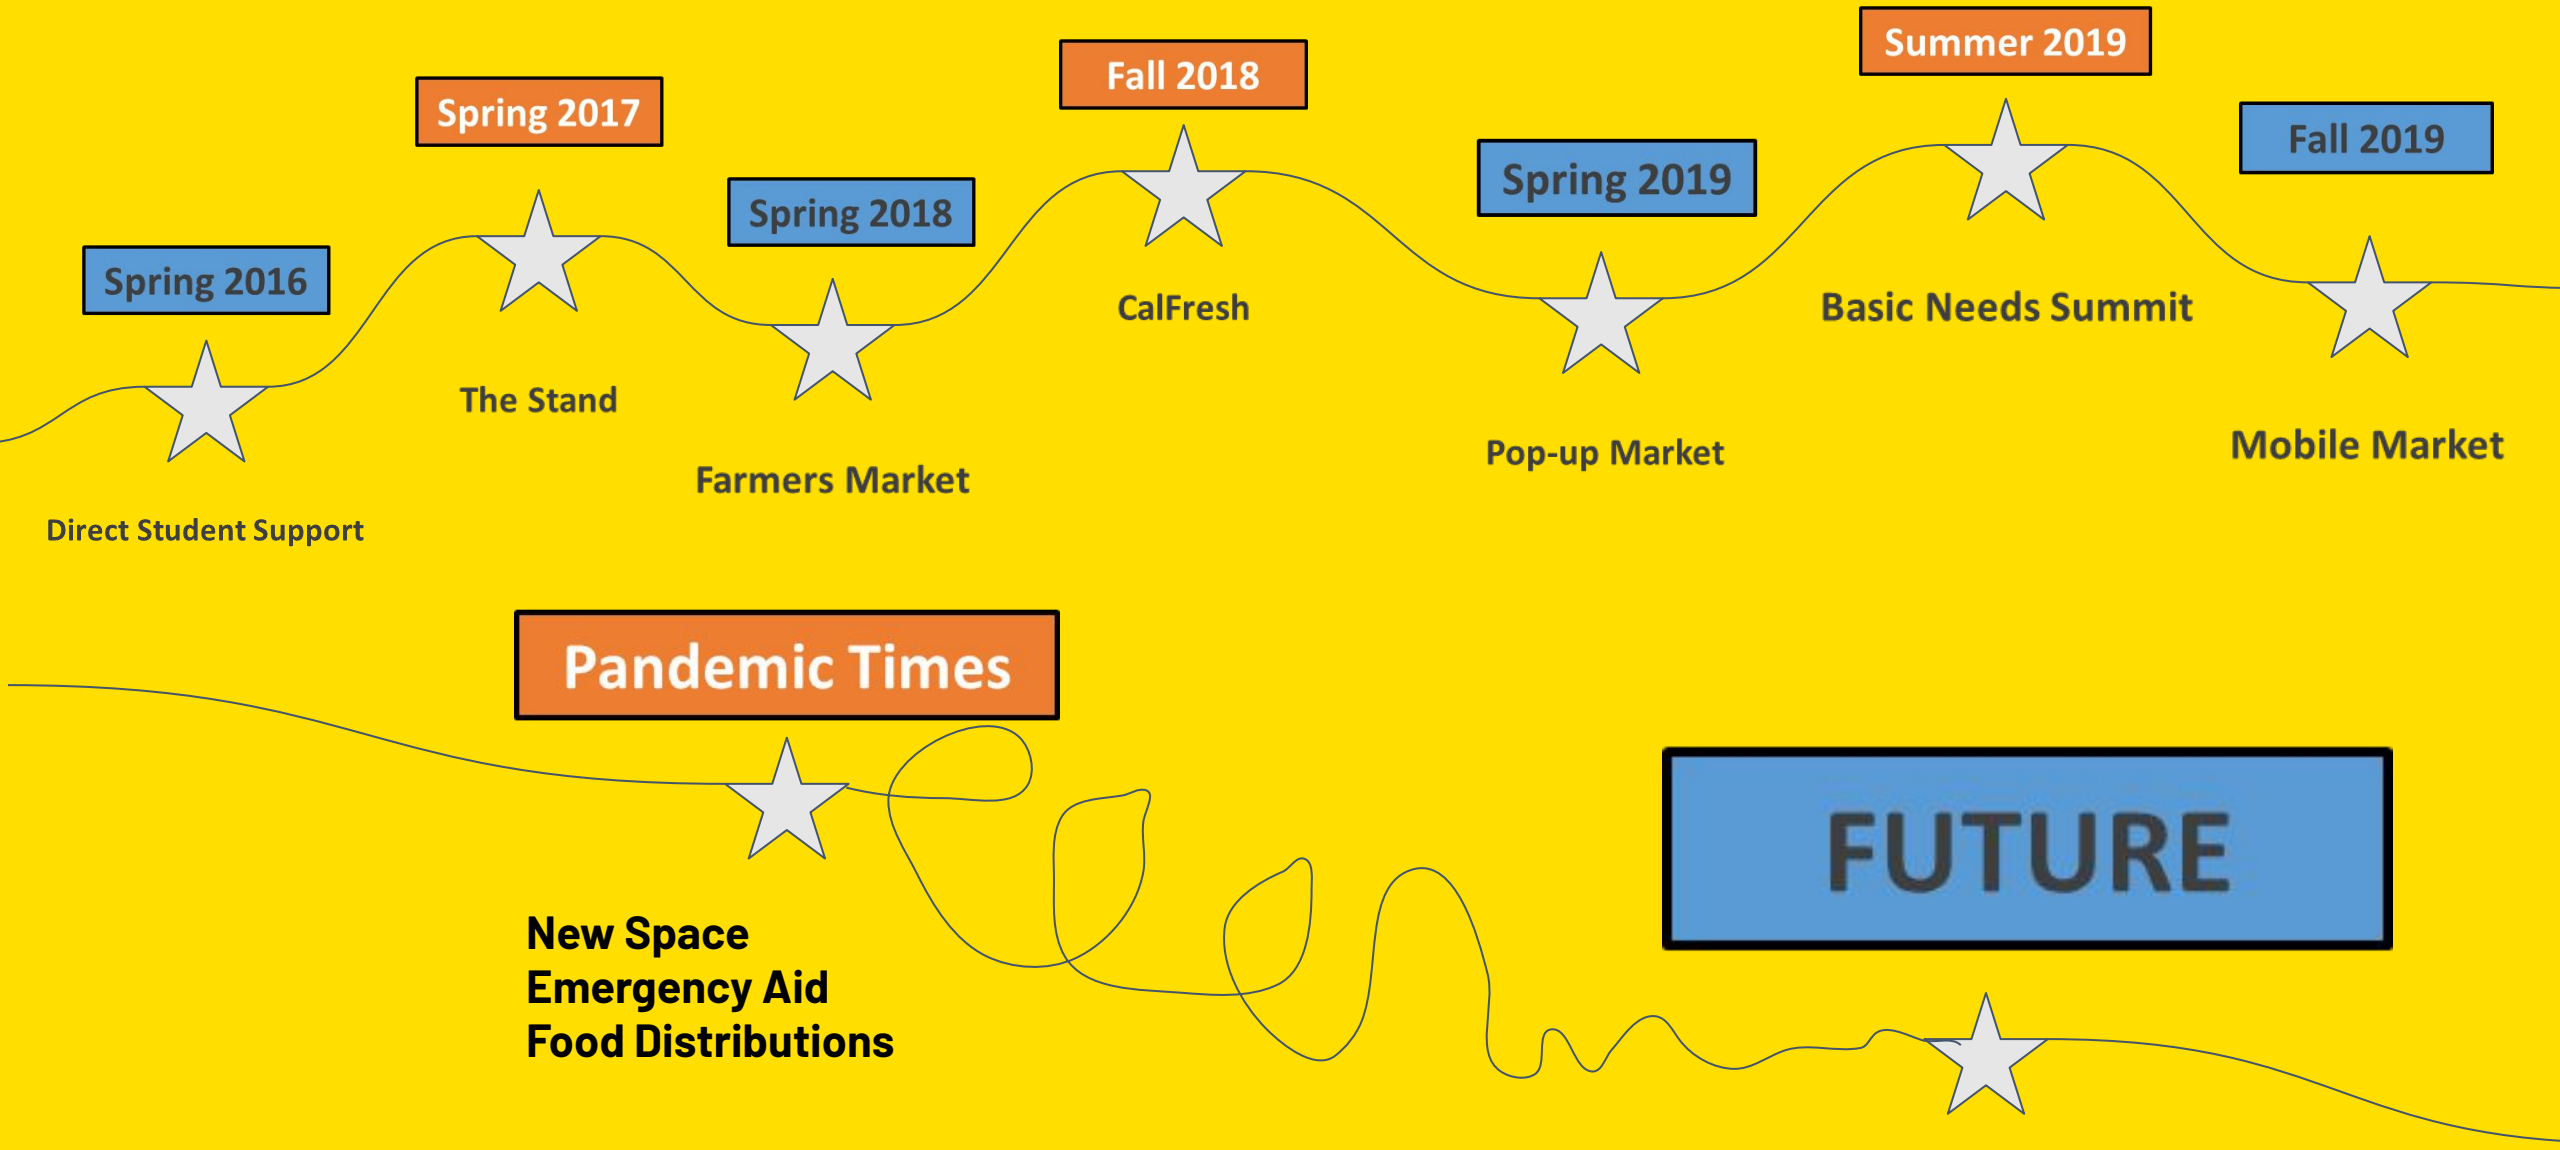 Spring 2016
Direct Student Support
Spring 2017
The Stand
Spring 2018
Farmers Market
Fall 2018
CalFresh
Spring 2019
Pop-up Market
Summer 2019
Basic Needs Summit
Fall 2019
Mobile Market
Pandemic Times
New Space
Emergency Aid
Food Distributions
FUTURE